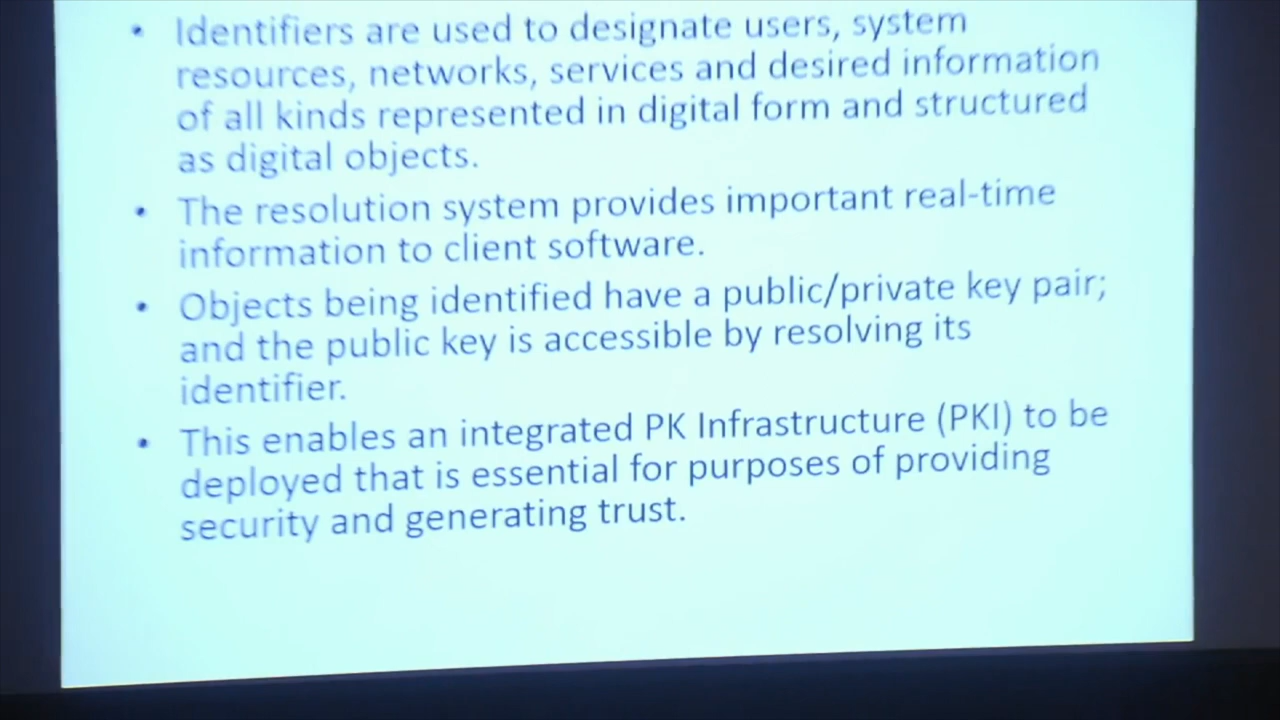 • Identifiers are used to designate users, system
resources, networks, services and desired information
of all kinds represented in digital form and structured
as digital objects.
• The resolution system provides important real-time
information to client software.
• Objects being identified have a public/private key pair;
and the public key is accessible by resolving its
identifier.
• This enables an integrated PK Infrastructure (PKI) to be
deployed that is essential for purposes of providing
security and generating trust.